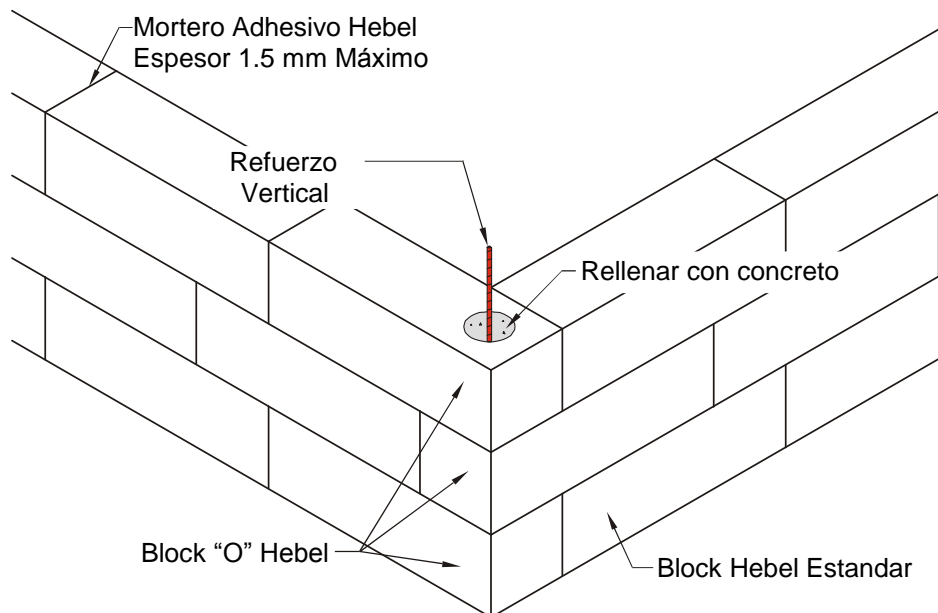 Mortero Adhesivo Hebel
Espesor 1.5 mm Máximo
Refuerzo
Vertical
Rellenar con concreto
Block “O” Hebel
Block Hebel Estandar